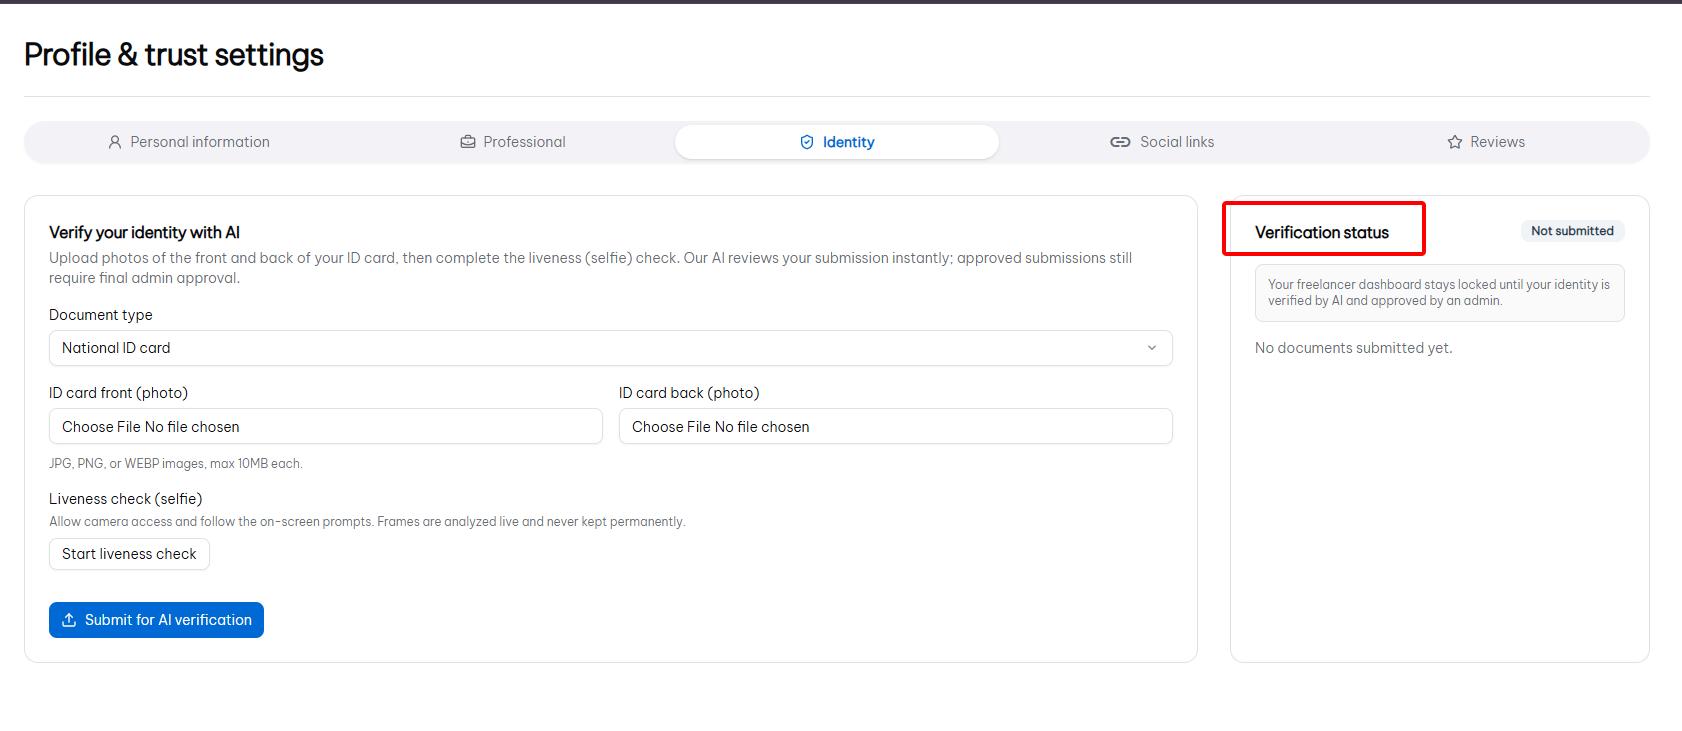 Profile & trust settings
Personal information
Professional
Identity
Social links
Reviews
Verify your identity with AI
Upload photos of the front and back of your ID card, then complete the liveness (selfie) check. Our AI reviews your submission instantly; approved submissions still
require final admin approval.
Document type
National ID card
ID card front (photo)
ID card back (photo)
Choose File No file chosen
Choose File No file chosen
JPG, PNG, or WEBP images, max 10MB each.
Liveness check (selfie)
Allow camera access and follow the on-screen prompts. Frames are analyzed live and never kept permanently.
Start liveness check
Submit for AI verification
Verification status
Not submitted
Your freelancer dashboard stays locked until your identity is
verified by AI and approved by an admin.
No documents submitted yet.